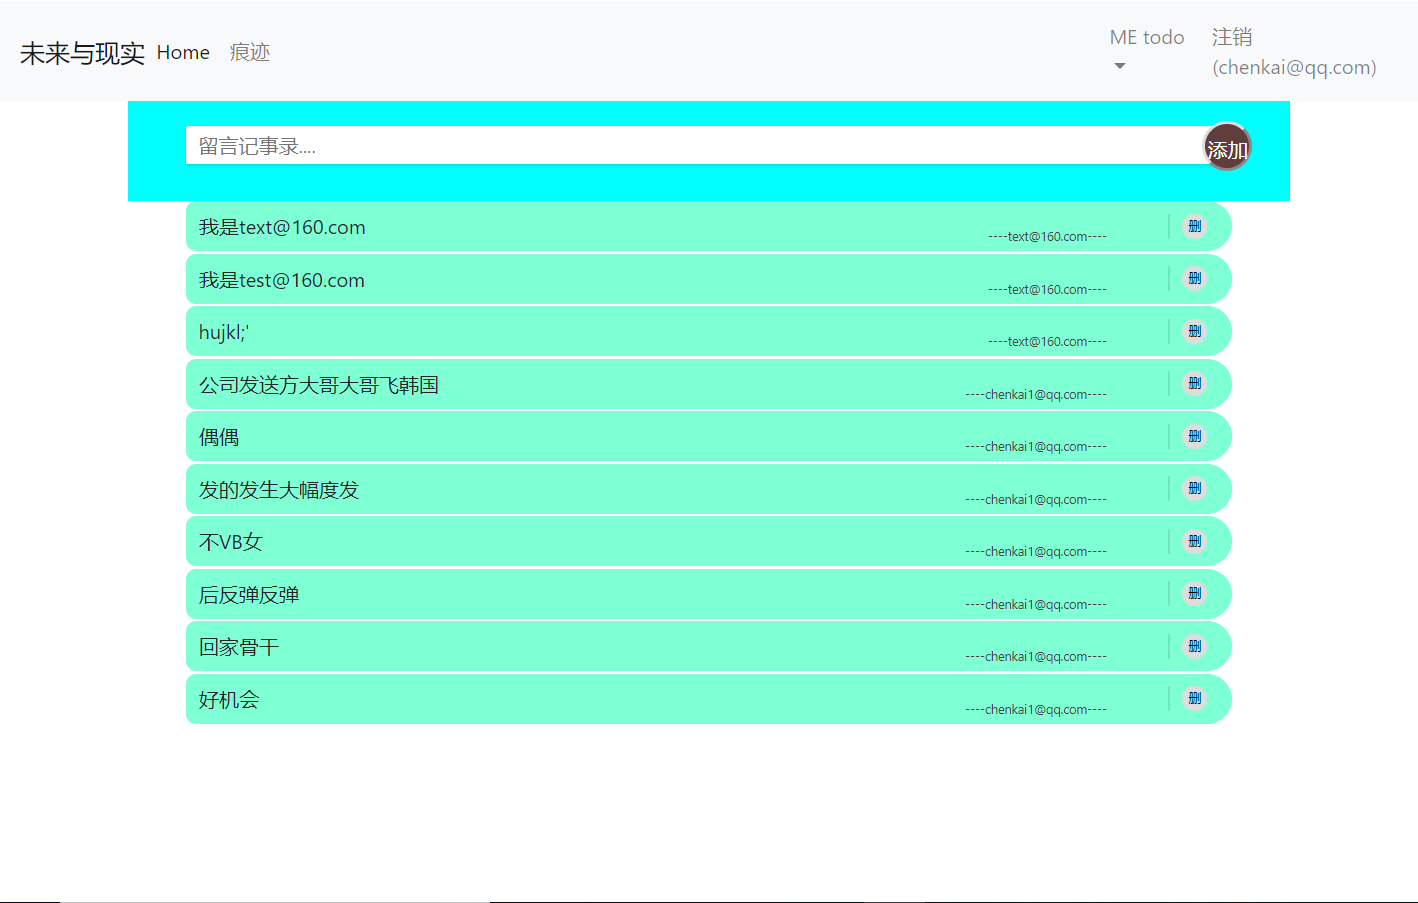 未来与现实 Home 痕迹 ME todo 注销
(chenkai@qq.com)
留言记事录.... 添加
我是text@160.com ----text@160.com---- 删
我是test@160.com ----text@160.com---- 删
hujkl;' ----text@160.com---- 删
公司发送方大哥大哥飞韩国 ----chenkai1@qq.com---- 删
偶偶 ----chenkai1@qq.com---- 删
发的发生大幅度发 ----chenkai1@qq.com---- 删
不VB女 ----chenkai1@qq.com---- 删
后反弹反弹 ----chenkai1@qq.com---- 删
回家骨干 ----chenkai1@qq.com---- 删
好机会 ----chenkai1@qq.com---- 删